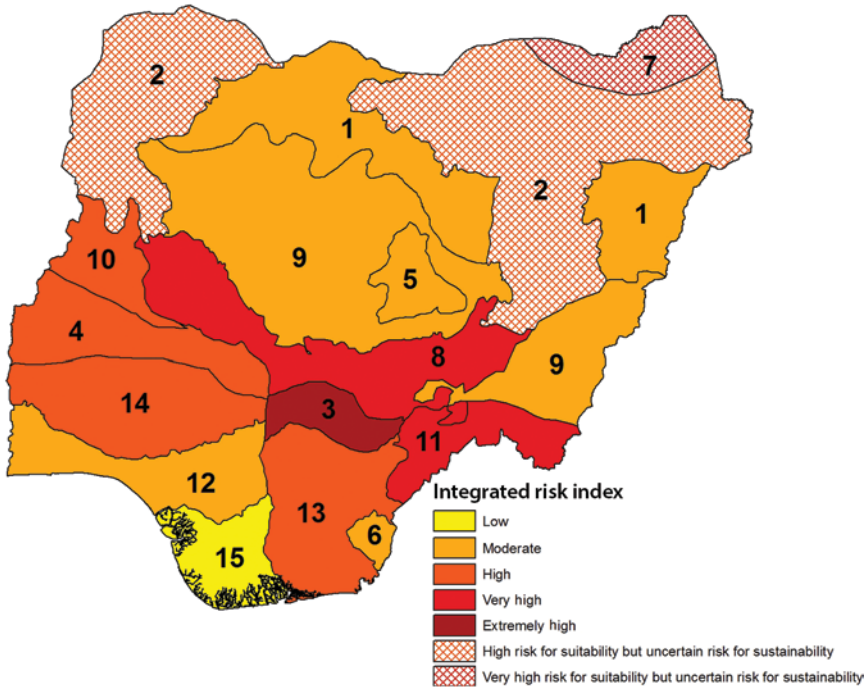 7
2
1
2
1
10
9
5
4
8
9
14
3
11
12
13
6
15
Integrated risk index
Low
Moderate
High
Very high
Extremely high
High risk for suitability but uncertain risk for sustainability
Very high risk for suitability but uncertain risk for sustainability